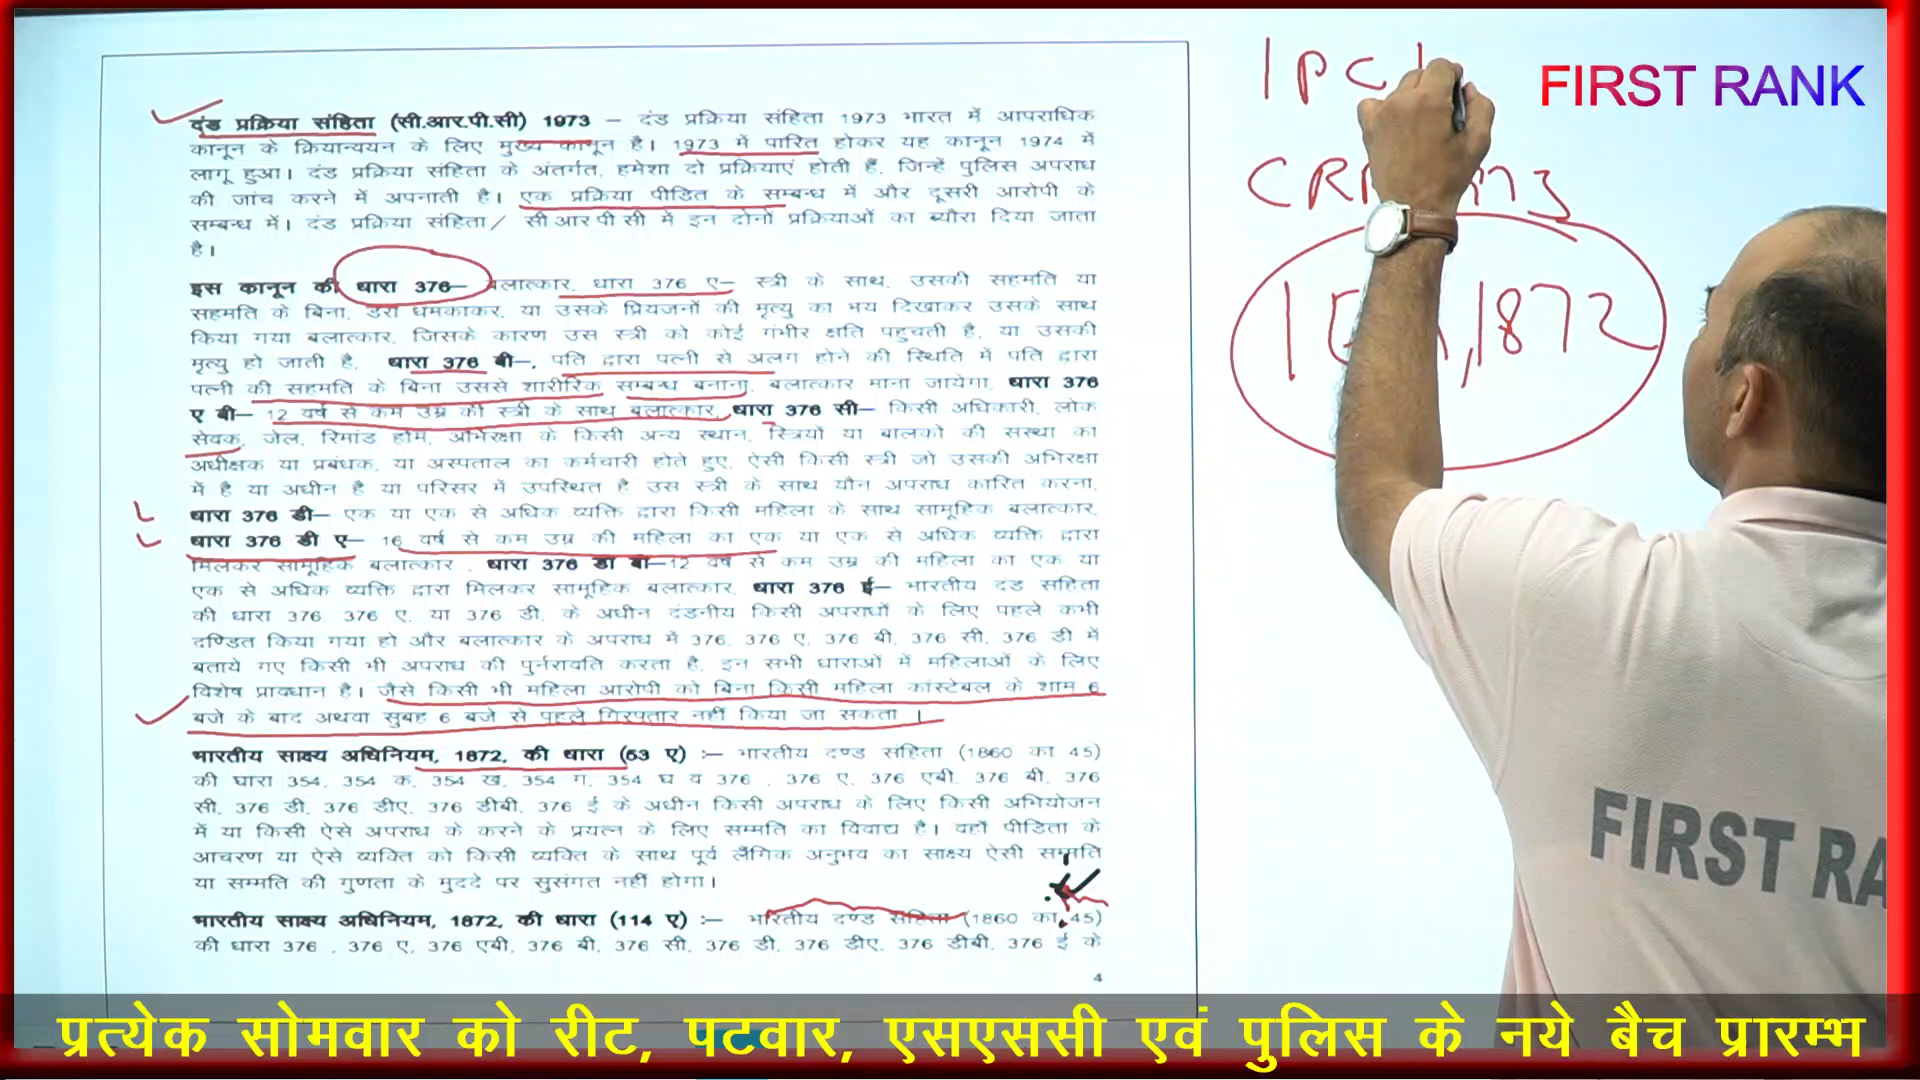 दंड प्रक्रिया संहिता (सी.आर.पी.सी) 1973 – दंड प्रक्रिया संहिता 1973 भारत में आपराधिक
कानून के क्रियान्वयन के लिए मुख्य कानून है। 1973 में पारित होकर यह कानून 1974 में
लागू हुआ। दंड प्रक्रिया संहिता के अंतर्गत, हमेशा दो प्रक्रियाएं होती हैं, जिन्हें पुलिस अपराध
की जांच करने में अपनाती है। एक प्रक्रिया पीडित के सम्बन्ध में और दूसरी आरोपी के
सम्बन्ध में। दंड प्रक्रिया संहिता/ सी आर पी सी में इन दोनों प्रक्रियाओं का ब्यौरा दिया जाता
है।
इस कानून की धारा 376– बलात्कार, धारा 376 ए– स्त्री के साथ, उसकी सहमति या
सहमति के बिना, डरा धमकाकर, या उसके प्रियजनों की मृत्यु का भय दिखाकर उसके साथ
किया गया बलात्कार, जिसके कारण उस स्त्री को कोई गंभीर क्षति पहुचती है, या उसकी
मृत्यु हो जाती है, धारा 376 बी–, पति द्वारा पत्नी से अलग होने की स्थिति में पति द्वारा
पत्नी की सहमति के बिना उससे शारीरिक सम्बन्ध बनाना, बलात्कार माना जायेगा, धारा 376
ए बी– 12 वर्ष से कम उम्र की स्त्री के साथ बलात्कार, धारा 376 सी– किसी अधिकारी, लोक
सेवक, जेल, रिमांड होम, अभिरक्षा के किसी अन्य स्थान, स्त्रियों या बालकों की संस्था का
अधीक्षक या प्रबंधक, या अस्पताल का कर्मचारी होते हुए, ऐसी किसी स्त्री जो उसकी अभिरक्षा
में है या अधीन है या परिसर में उपस्थित है उस स्त्री के साथ यौन अपराध कारित करना,
धारा 376 डी– एक या एक से अधिक व्यक्ति द्वारा किसी महिला के साथ सामूहिक बलात्कार,
धारा 376 डी ए– 16 वर्ष से कम उम्र की महिला का एक या एक से अधिक व्यक्ति द्वारा
मिलकर सामूहिक बलात्कार , धारा 376 डी बी–12 वर्ष से कम उम्र की महिला का एक या
एक से अधिक व्यक्ति द्वारा मिलकर सामूहिक बलात्कार, धारा 376 ई– भारतीय दंड संहिता
की धारा 376, 376 ए, या 376 डी, के अधीन दंडनीय किसी अपराधों के लिए पहले कभी
दण्डित किया गया हो और बलात्कार के अपराध में 376, 376 ए, 376 बी, 376 सी, 376 डी में
बताये गए किसी भी अपराध की पुर्नरावति करता है, इन सभी धाराओं में महिलाओं के लिए
विशेष प्रावधान है। जैसे किसी भी महिला आरोपी को बिना किसी महिला कांस्टेबल के शाम 6
बजे के बाद अथवा सुबह 6 बजे से पहले गिरफ्तार नहीं किया जा सकता ।
भारतीय साक्ष्य अधिनियम, 1872, की धारा (53 ए) :– भारतीय दण्ड संहिता (1860 का 45)
की धारा 354, 354 क, 354 ख, 354 ग, 354 घ व 376 , 376 ए, 376 एबी, 376 बी, 376
सी, 376 डी, 376 डीए, 376 डीबी, 376 ई के अधीन किसी अपराध के लिए किसी अभियोजन
में या किसी ऐसे अपराध के करने के प्रयत्न के लिए सम्मति का विवाद्य है। वहाँ पीडिता के
आचरण या ऐसे व्यक्ति को किसी व्यक्ति के साथ पूर्व लैंगिक अनुभव का साक्ष्य ऐसी सम्मति
या सम्मति की गुणता के मुददे पर सुसंगत नहीं होगा।
भारतीय साक्ष्य अधिनियम, 1872, की धारा (114 ए) :– भारतीय दण्ड संहिता (1860 का 45)
की धारा 376 , 376 ए, 376 एबी, 376 बी, 376 सी, 376 डी, 376 डीए, 376 डीबी, 376 ई के
4
IPC
1872
FIRST RANK
FIRST RA
प्रत्येक सोमवार को रीट, पटवार, एसएससी एवं पुलिस के नये बैच प्रारम्भ